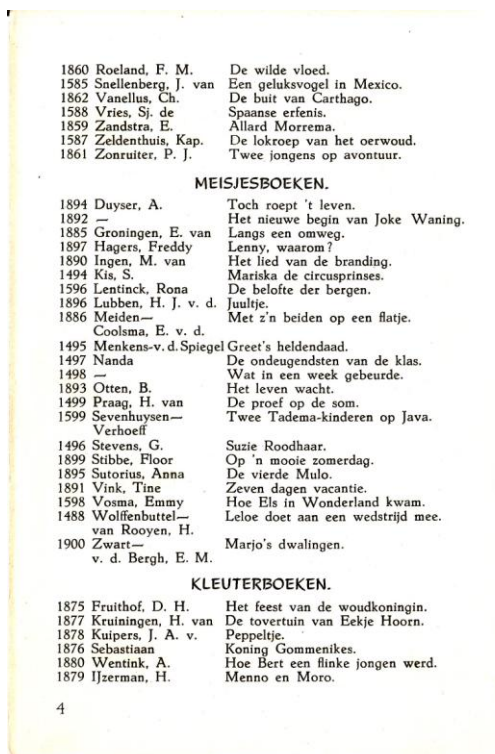 1860 Roeland, F. M. De wilde vloed.
1585 Snellenberg, J. van Een geluksvogel in Mexico.
1862 Vanellus, Ch. De buit van Carthago.
1588 Vries, Sj. de Spaanse erfenis.
1859 Zandstra, E. Allard Morrema.
1587 Zeldenthuis, Kap. De lokroep van het oerwoud.
1861 Zonruiter, P. J. Twee jongens op avontuur.
MEISJESBOEKEN.
1894 Duyser, A. Toch roept 't leven.
1892 — Het nieuwe begin van Joke Waning.
1885 Groningen, E. van Langs een omweg.
1897 Hagers, Freddy Lenny, waarom?
1890 Ingen, M. van Het lied van de branding.
1494 Kis, S. Mariska de circusprinses.
1596 Lentinck, Rona De belofte der bergen.
1896 Lubben, H. J. v. d. Juultje.
1886 Meiden— Met z'n beiden op een flatje.
Coolsma, E. v. d.
1495 Menkens-v. d. Spiegel Greet's heldendaad.
1497 Nanda De ondeugendsten van de klas.
1498 — Wat in een week gebeurde.
1893 Otten, B. Het leven wacht.
1499 Praag, H. van De proef op de som.
1599 Sevenhuysen— Twee Tadema-kinderen op Java.
Verhoeff
1496 Stevens, G. Suzie Roodhaar.
1899 Stibbe, Floor Op 'n mooie zomerdag.
1895 Sutorius, Anna De vierde Mulo.
1891 Vink, Tine Zeven dagen vacantie.
1598 Vosma, Emmy Hoe Els in Wonderland kwam.
1488 Wolffenbuttel— Leloe doet aan een wedstrijd mee.
van Rooyen, H.
1900 Zwart— Marjo's dwalingen.
v. d. Bergh, E. M.
KLEUTERBOEKEN.
1875 Fruithof, D. H. Het feest van de woudkoningin.
1877 Kruiningen, H. van De tovertuin van Eekje Hoorn.
1878 Kuipers, J. A. v. Peppeltje.
1876 Sebastiaan Koning Gommenikes.
1880 Wentink, A. Hoe Bert een flinke jongen werd.
1879 IJzerman, H. Menno en Moro.
4